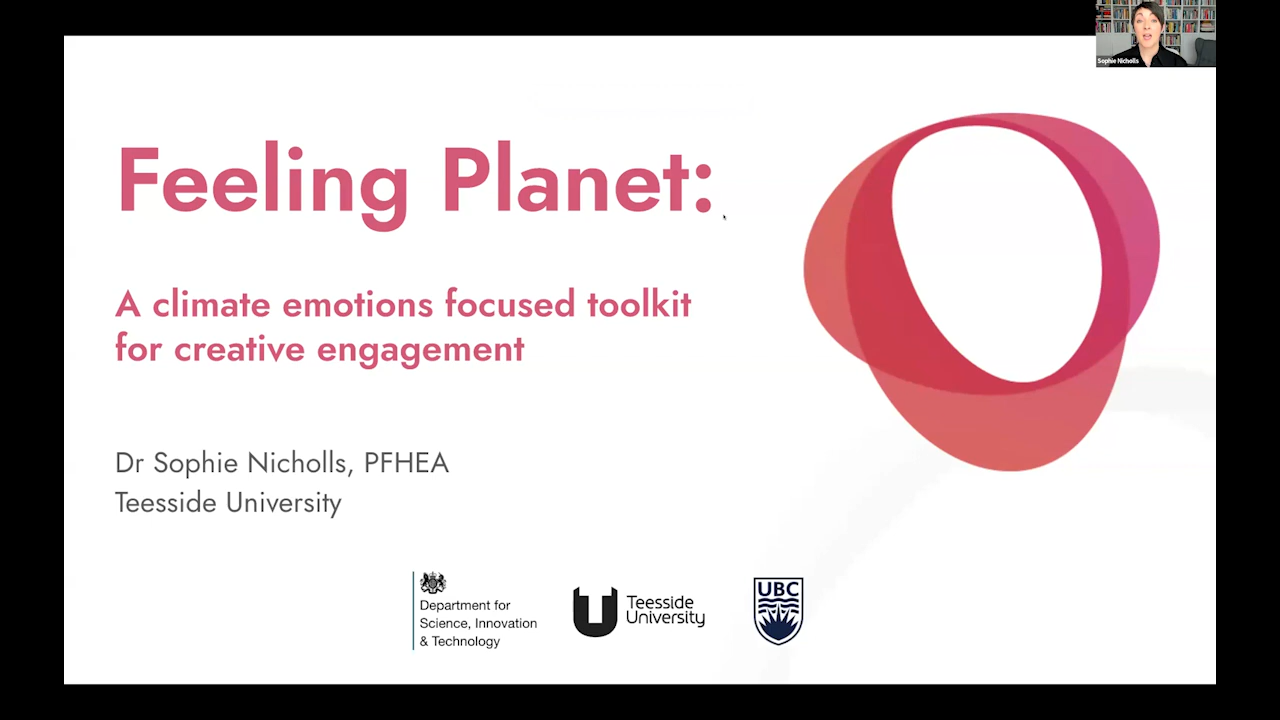 Sophie Nicholls
Feeling Planet:
A climate emotions focused toolkit
for creative engagement
Dr Sophie Nicholls, PFHEA
Teesside University
Department for
Science, Innovation
& Technology
Teesside
University
UBC